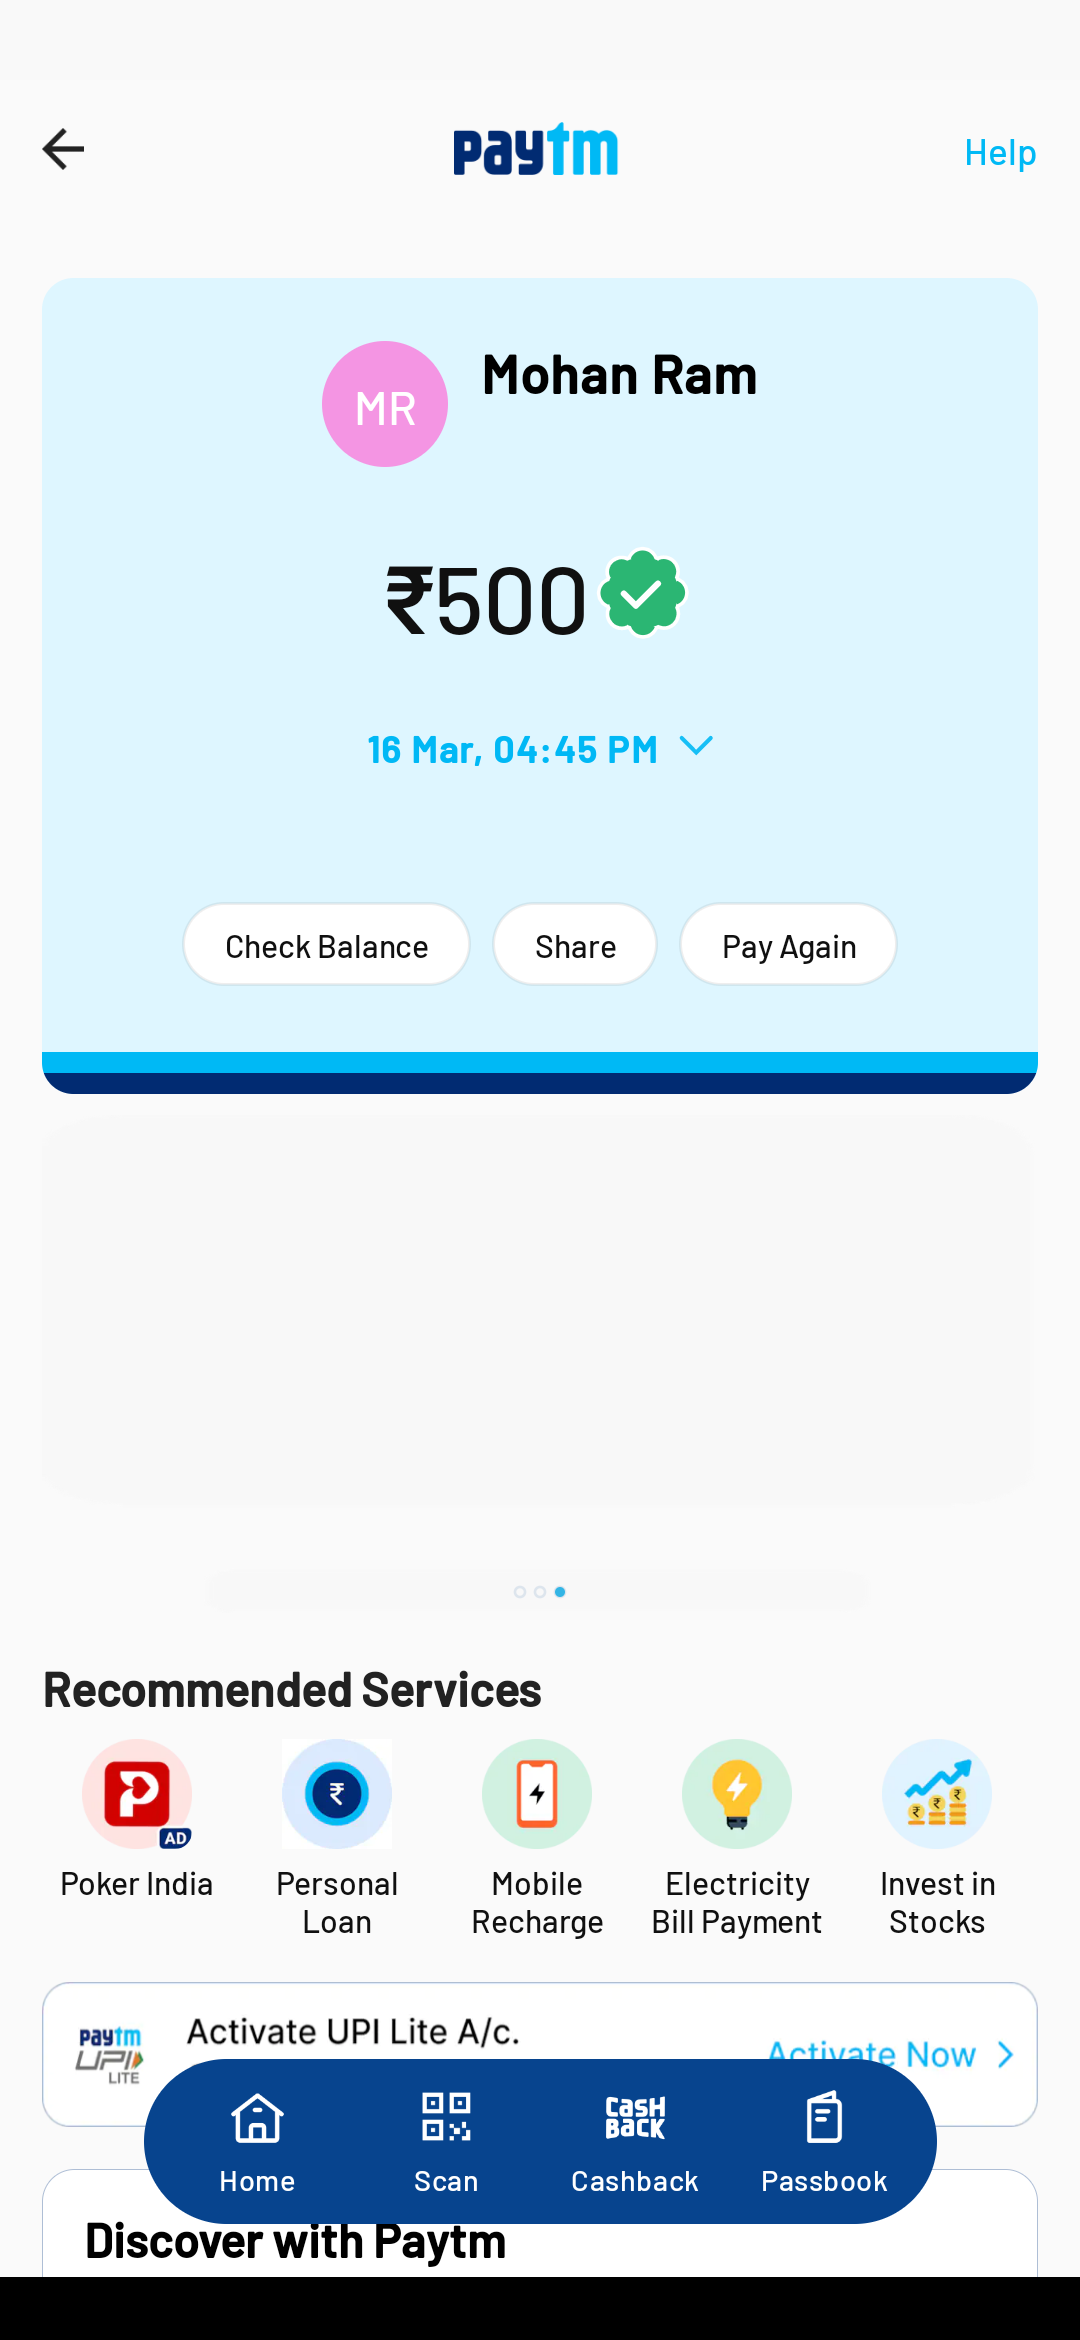 paytm
Help
Mohan Ram
MR
₹500
16 Mar, 04:45 PM
Check Balance
Share
Pay Again
Recommended Services
AD
Poker India
Personal
Loan
Mobile
Recharge
Electricity
Bill Payment
Invest in
Stocks
paytm
UPI
LITE
Activate UPI Lite A/c.
Activate Now
CASH
BACK
Home
Scan
Cashback
Passbook
Discover with Paytm